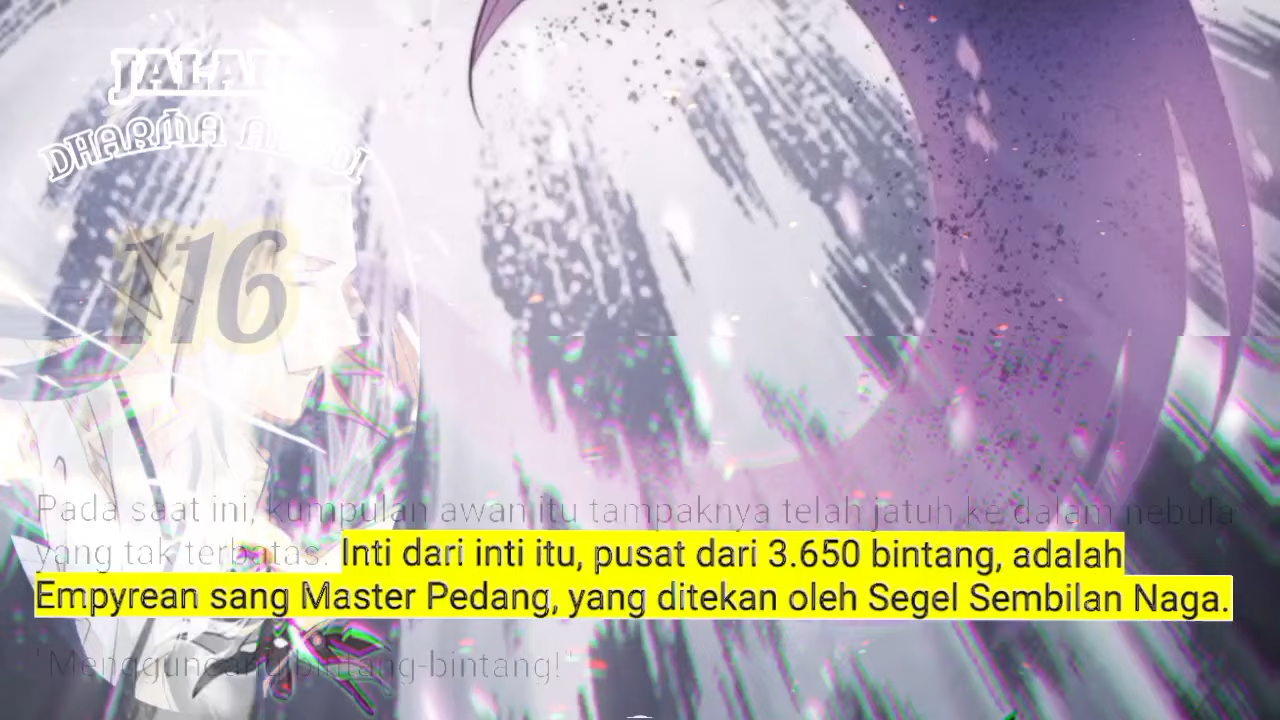 JALAN
DHARMA ABADI
116
Pada saat ini, kumpulan awan itu tampaknya telah jatuh ke dalam nebula
yang tak terbatas. Inti dari inti itu, pusat dari 3.650 bintang, adalah
Empyrean sang Master Pedang, yang ditekan oleh Segel Sembilan Naga.
"Mengguncang bintang-bintang!"